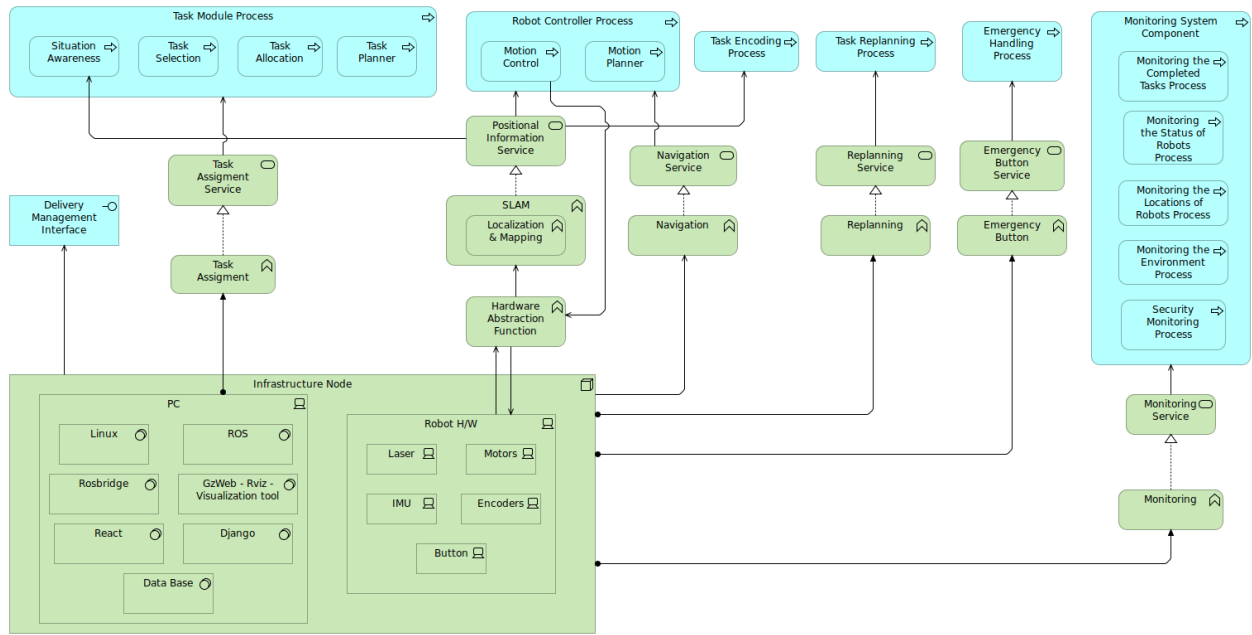 Task Module Process
Situation
Awareness
Task
Selection
Task
Allocation
Task
Planner
Robot Controller Process
Motion
Control
Motion
Planner
Task Encoding
Process
Task Replanning
Process
Emergency
Handling
Process
Monitoring System
Component
Monitoring the
Completed
Tasks Process
Monitoring
the Status of
Robots
Process
Monitoring the
Locations of
Robots Process
Monitoring the
Environment
Process
Security
Monitoring
Process
Positional
Information
Service
Task
Assigment
Service
Navigation
Service
Replanning
Service
Emergency
Button
Service
Delivery
Management
Interface
SLAM
Localization
& Mapping
Navigation
Replanning
Emergency
Button
Task
Assigment
Hardware
Abstraction
Function
Infrastructure Node
PC
Linux
ROS
Rosbridge
GzWeb - Rviz -
Visualization tool
React
Django
Data Base
Robot H/W
Laser
Motors
IMU
Encoders
Button
Monitoring
Service
Monitoring